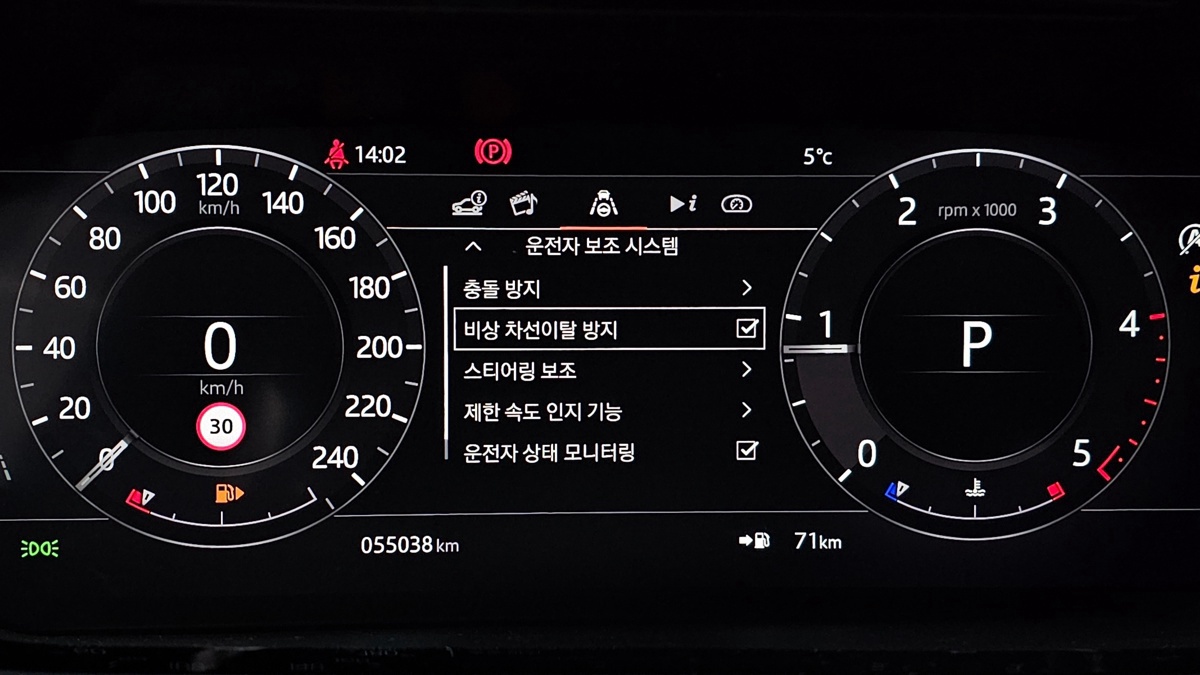 14:02
P
5°c
운전자 보조 시스템
충돌 방지
비상 차선이탈 방지
스티어링 보조
제한 속도 인지 기능
운전자 상태 모니터링
0
20
40
60
80
100
120
km/h
140
160
180
200
220
240
0
km/h
30
0
1
2
rpm x 1000
3
4
5
P
055038 km
71 km